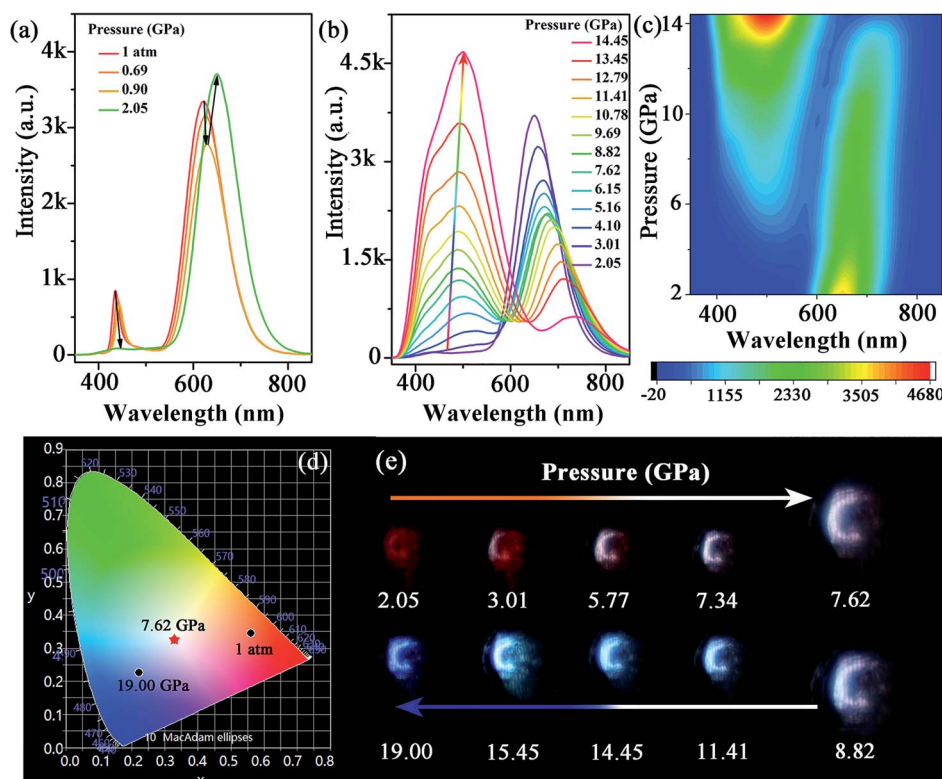 (a)
Pressure (GPa)
1 atm
0.69
0.90
2.05
4k
3k
2k
1k
0
Intensity (a.u.)
400 600 800
Wavelength (nm)
(b)
Pressure (GPa)
14.45
13.45
12.79
11.41
10.78
9.69
8.82
7.62
6.15
5.16
4.10
3.01
2.05
4.5k
3k
1.5k
0
Intensity (a.u.)
400 600 800
Wavelength (nm)
(c)
14
10
6
2
Pressure (GPa)
400 600 800
Wavelength (nm)
-20 1155 2330 3505 4680
(d)
0.9
0.8
0.7
0.6
0.5
0.4
0.3
0.2
0.1
0.0
y
520
530
540
510
550
560
570
500
580
590
600
610
620
490
480
470
460
7.62 GPa
1 atm
19.00 GPa
10 MacAdam ellipses
0.0 0.1 0.2 0.3 0.4 0.5 0.6 0.7 0.8
x
(e)
Pressure (GPa)
2.05 3.01 5.77 7.34 7.62
19.00 15.45 14.45 11.41 8.82